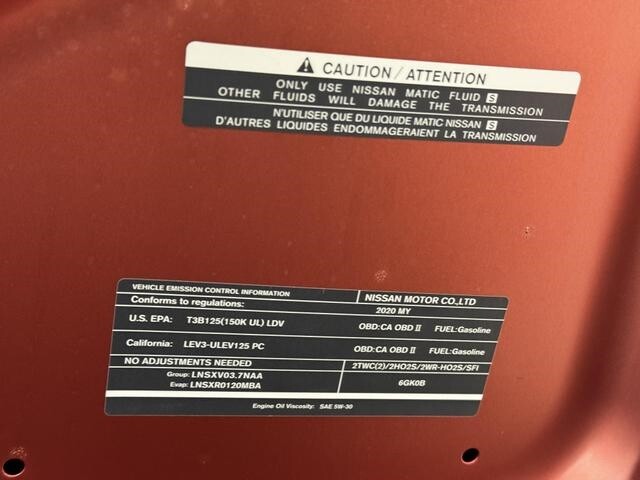 CAUTION / ATTENTION
ONLY USE NISSAN MATIC FLUID S
OTHER FLUIDS WILL DAMAGE THE TRANSMISSION
N'UTILISER QUE DU LIQUIDE MATIC NISSAN S
D'AUTRES LIQUIDES ENDOMMAGERAIENT LA TRANSMISSION
VEHICLE EMISSION CONTROL INFORMATION NISSAN MOTOR CO.,LTD
Conforms to regulations: 2020 MY
U.S. EPA: T3B125(150K UL) LDV OBD:CA OBD II FUEL:Gasoline
California: LEV3-ULEV125 PC OBD:CA OBD II FUEL:Gasoline
NO ADJUSTMENTS NEEDED 2TWC(2)/2HO2S/2WR-HO2S/SFI
Group: LNSXV03.7NAA
Evap: LNSXR0120MBA 6GK0B
Engine Oil Viscosity: SAE 5W-30